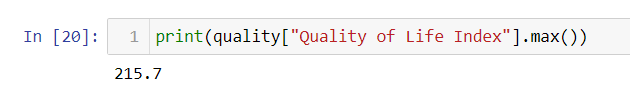 In [20]: 1 print(quality["Quality of Life Index"].max())
215.7